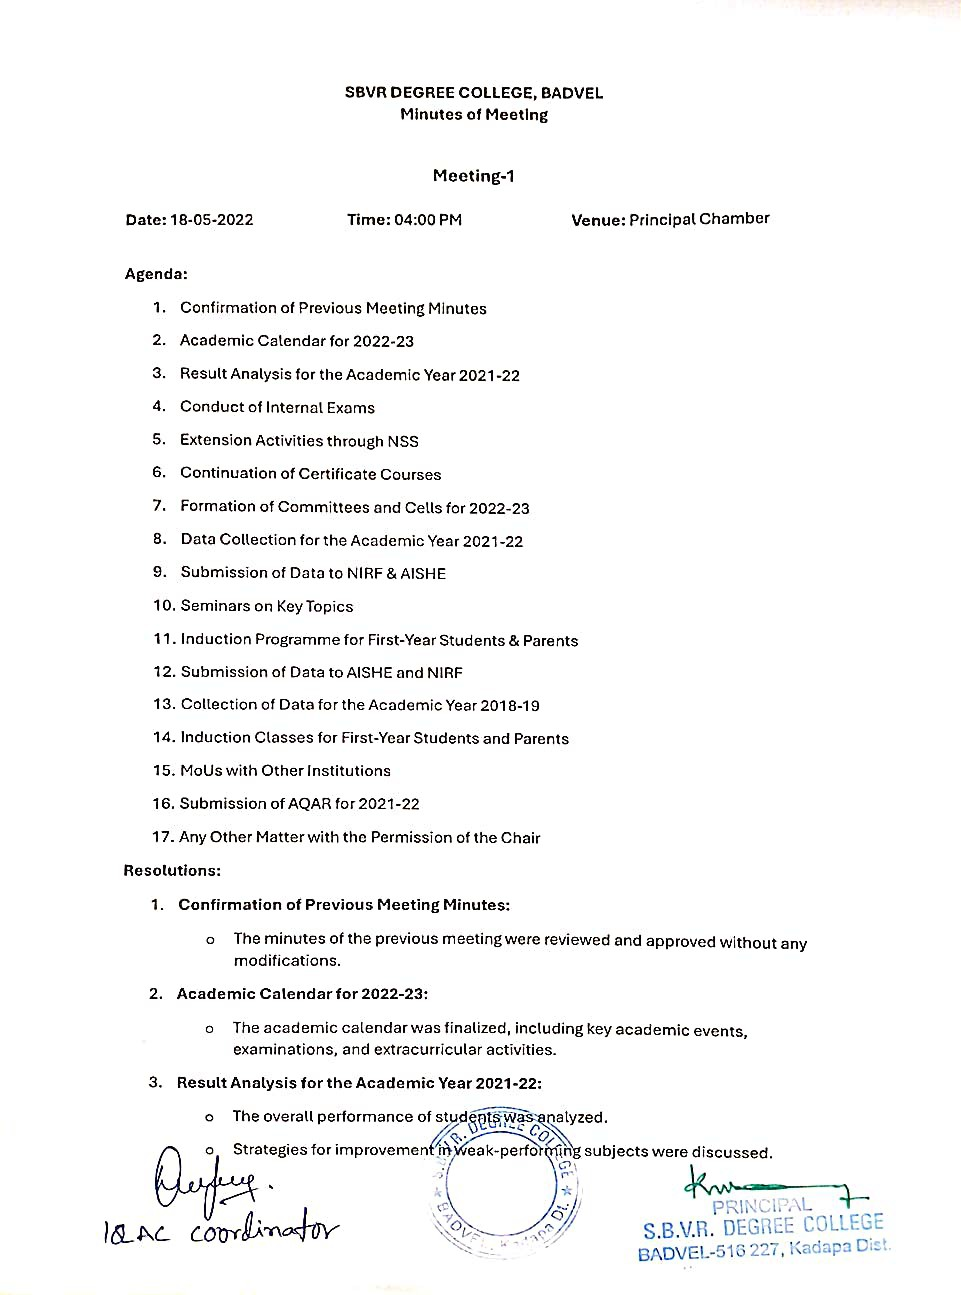 SBVR DEGREE COLLEGE, BADVEL
Minutes of Meeting
Meeting-1
Date: 18-05-2022 Time: 04:00 PM Venue: Principal Chamber
Agenda:
1. Confirmation of Previous Meeting Minutes
2. Academic Calendar for 2022-23
3. Result Analysis for the Academic Year 2021-22
4. Conduct of Internal Exams
5. Extension Activities through NSS
6. Continuation of Certificate Courses
7. Formation of Committees and Cells for 2022-23
8. Data Collection for the Academic Year 2021-22
9. Submission of Data to NIRF & AISHE
10. Seminars on Key Topics
11. Induction Programme for First-Year Students & Parents
12. Submission of Data to AISHE and NIRF
13. Collection of Data for the Academic Year 2018-19
14. Induction Classes for First-Year Students and Parents
15. MoUs with Other Institutions
16. Submission of AQAR for 2021-22
17. Any Other Matter with the Permission of the Chair
Resolutions:
1. Confirmation of Previous Meeting Minutes:
o The minutes of the previous meeting were reviewed and approved without any
modifications.
2. Academic Calendar for 2022-23:
o The academic calendar was finalized, including key academic events,
examinations, and extracurricular activities.
3. Result Analysis for the Academic Year 2021-22:
o The overall performance of students was analyzed.
o Strategies for improvement in weak-performing subjects were discussed.
IQAC coordinator
S.B.V.R. DEGREE COLLEGE
BADVEL, Kadapa Dt.
PRINCIPAL
S.B.V.R. DEGREE COLLEGE
BADVEL-516 227, Kadapa Dist.